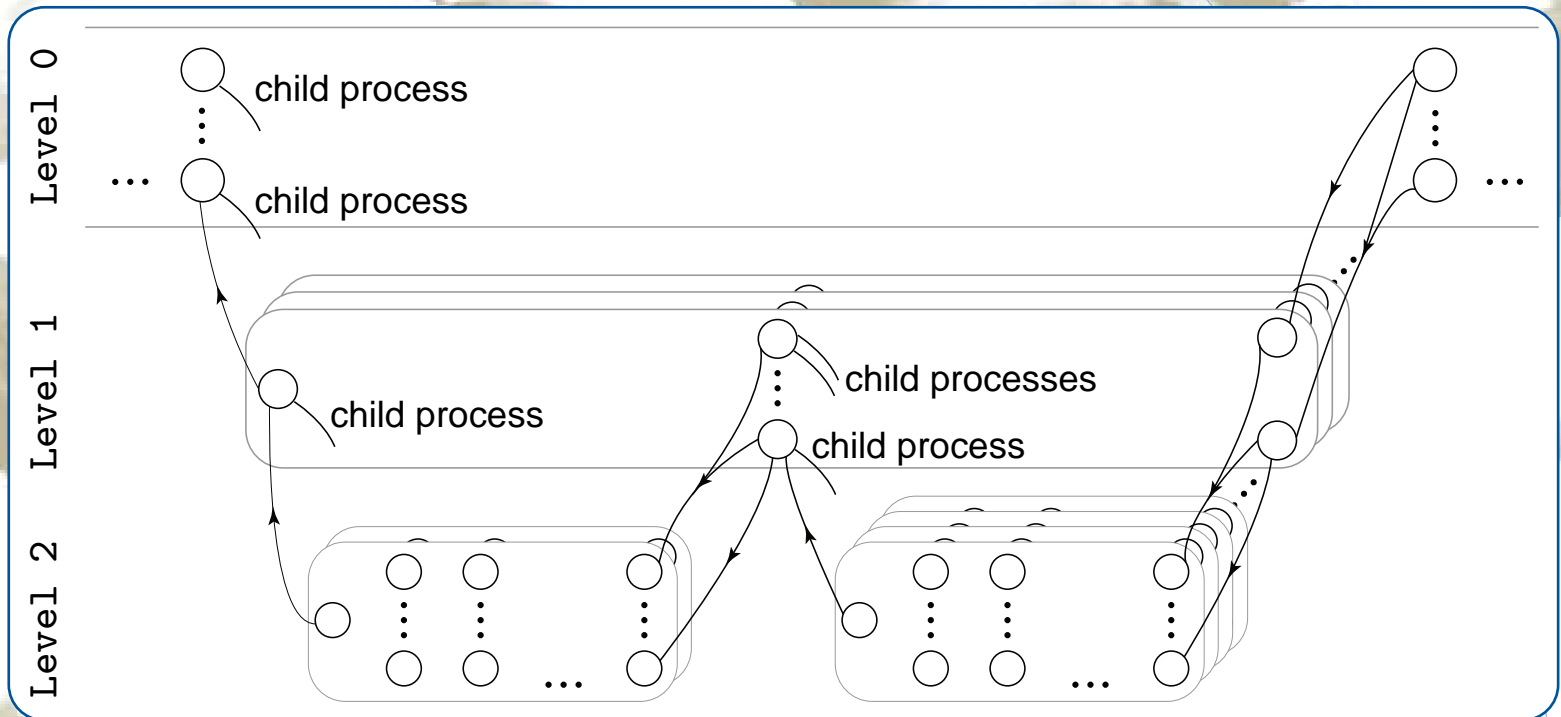 Level 0
child process
child process
Level 1
child processes
child process
child process
Level 2